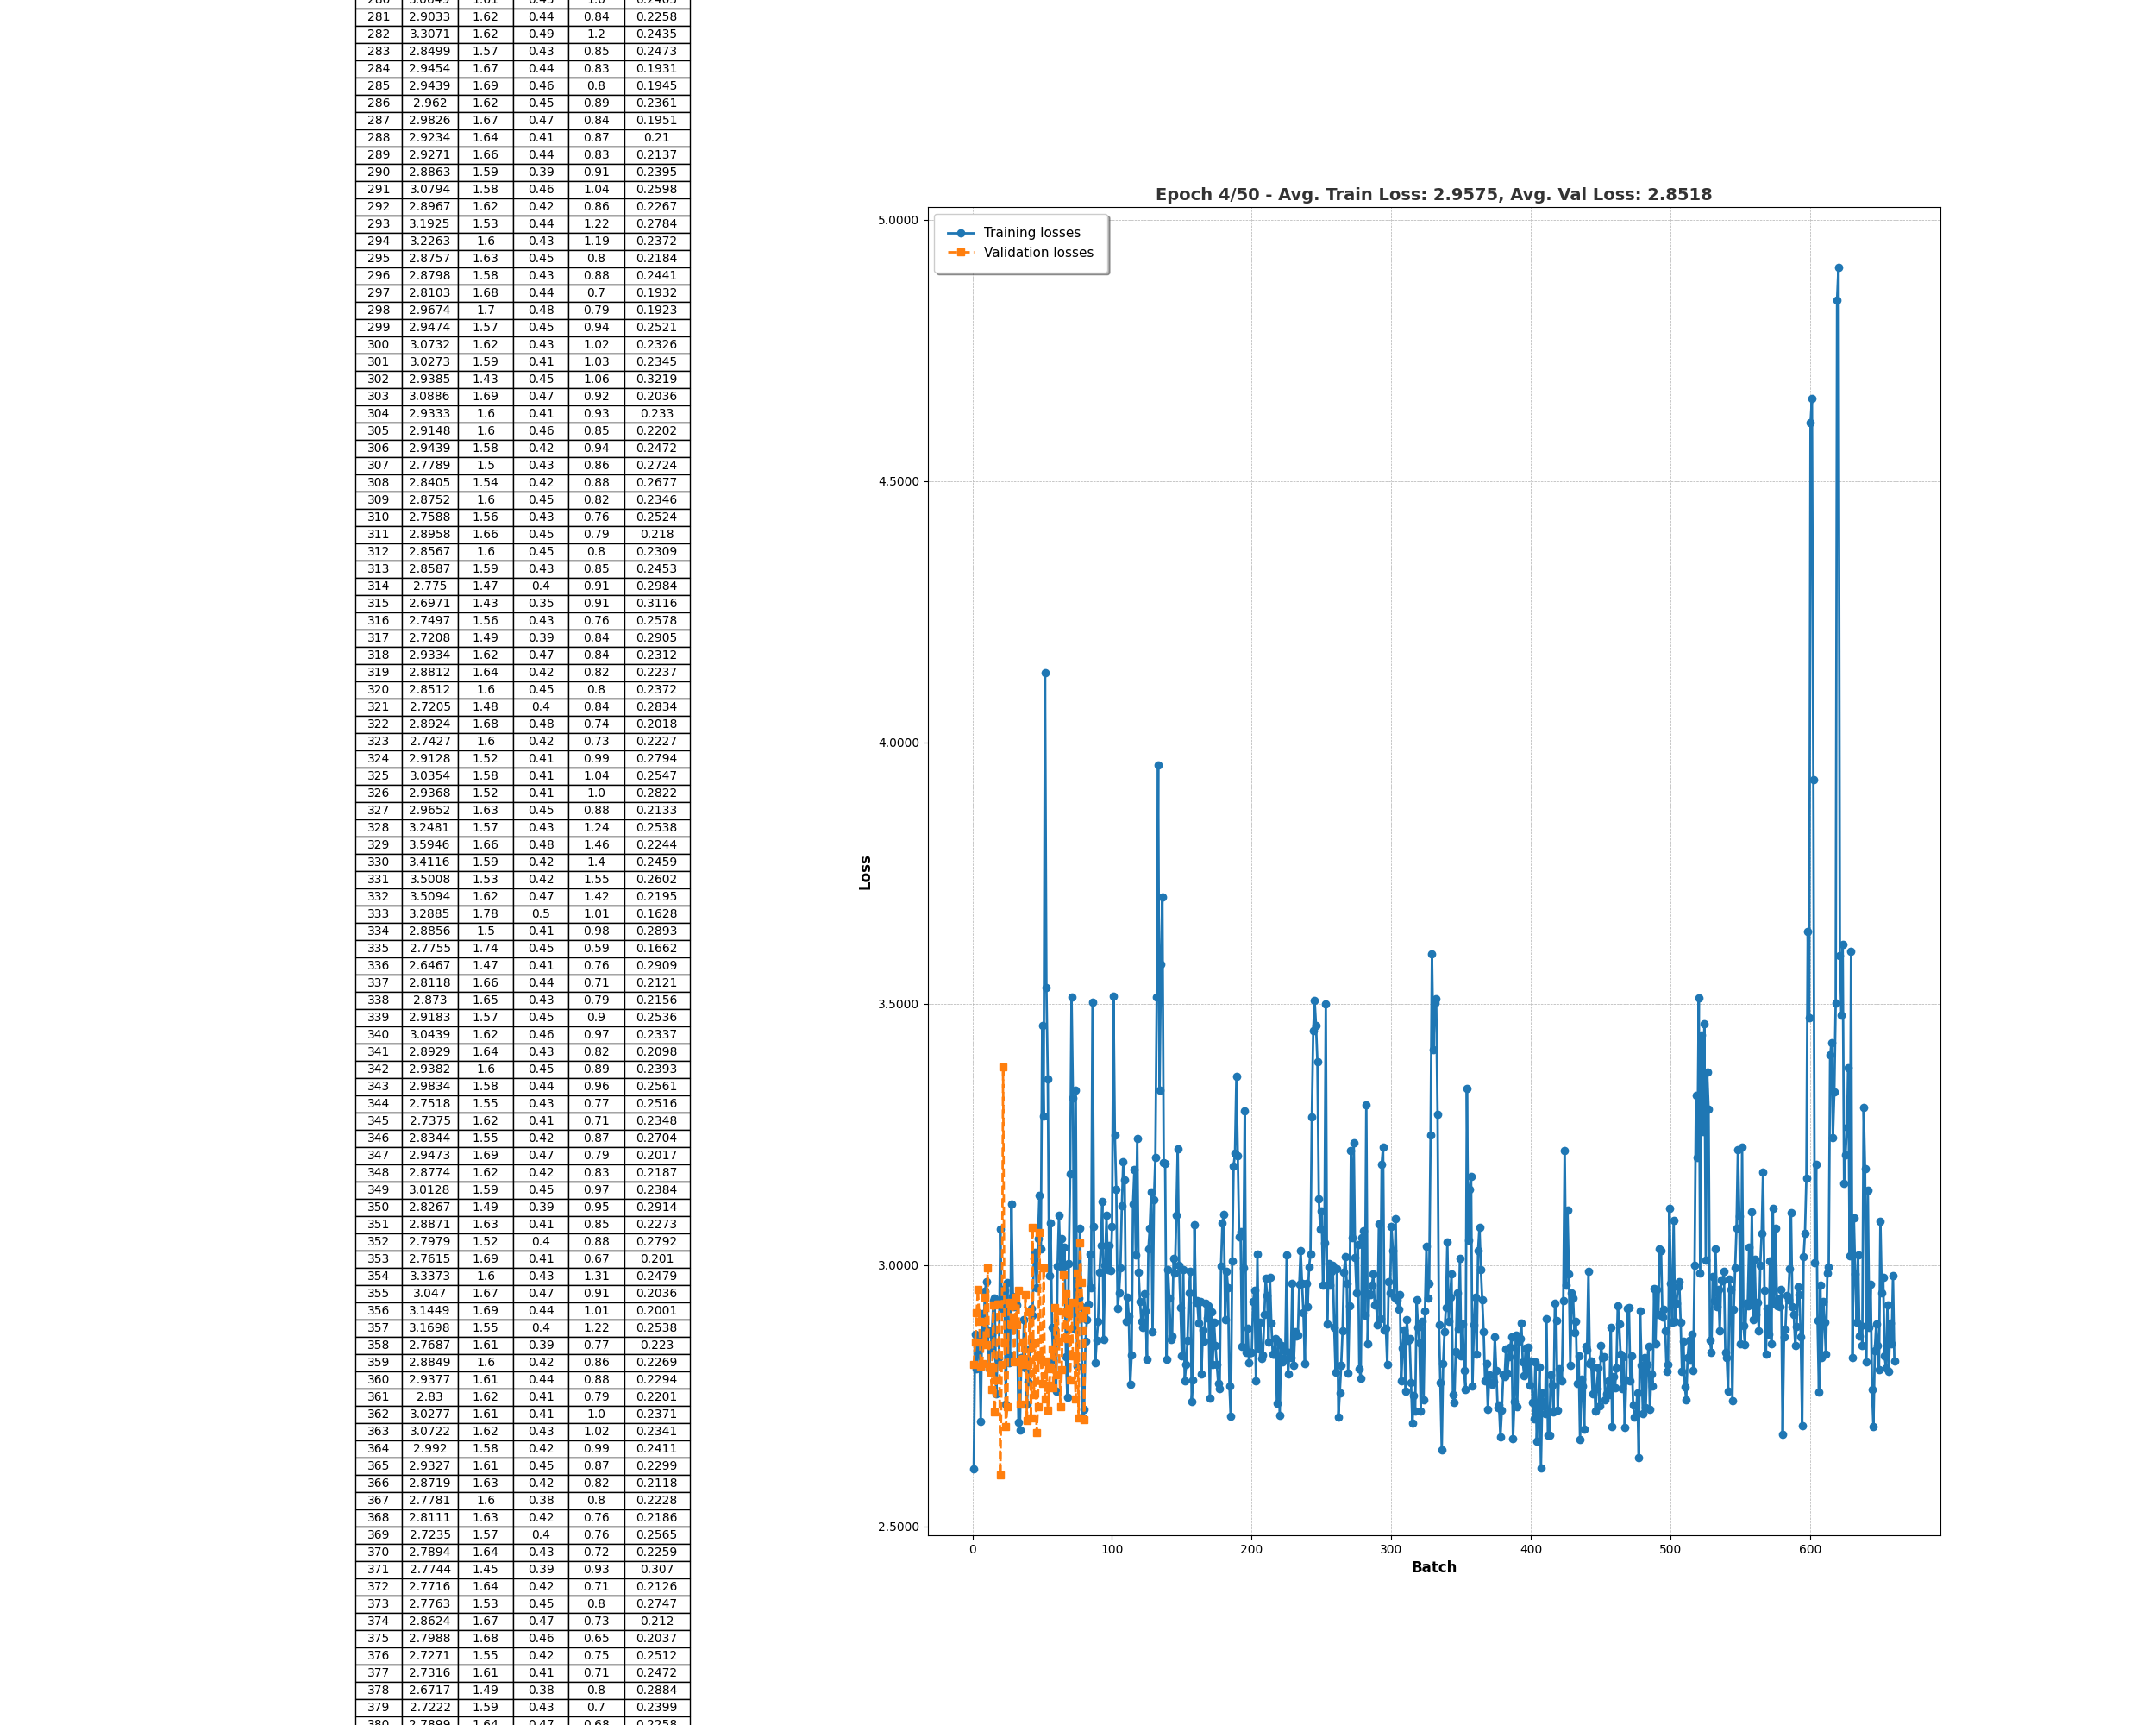 281 2.9033 1.62 0.44 0.84 0.2258
282 3.3071 1.62 0.49 1.2 0.2435
283 2.8499 1.57 0.43 0.85 0.2473
284 2.9454 1.67 0.44 0.83 0.1931
285 2.9439 1.69 0.46 0.8 0.1945
286 2.962 1.62 0.45 0.89 0.2361
287 2.9826 1.67 0.47 0.84 0.1951
288 2.9234 1.64 0.41 0.87 0.21
289 2.9271 1.66 0.44 0.83 0.2137
290 2.8863 1.59 0.39 0.91 0.2395
291 3.0794 1.58 0.46 1.04 0.2598
292 2.8967 1.62 0.42 0.86 0.2267
293 3.1925 1.53 0.44 1.22 0.2784
294 3.2263 1.6 0.43 1.19 0.2372
295 2.8757 1.63 0.45 0.8 0.2184
296 2.8798 1.58 0.43 0.88 0.2441
297 2.8103 1.68 0.44 0.7 0.1932
298 2.9674 1.7 0.48 0.79 0.1923
299 2.9474 1.57 0.45 0.94 0.2521
300 3.0732 1.62 0.43 1.02 0.2326
301 3.0273 1.59 0.41 1.03 0.2345
302 2.9385 1.43 0.45 1.06 0.3219
303 3.0886 1.69 0.47 0.92 0.2036
304 2.9333 1.6 0.41 0.93 0.233
305 2.9148 1.6 0.46 0.85 0.2202
306 2.9439 1.58 0.42 0.94 0.2472
307 2.7789 1.5 0.43 0.86 0.2724
308 2.8405 1.54 0.42 0.88 0.2677
309 2.8752 1.6 0.45 0.82 0.2346
310 2.7588 1.56 0.43 0.76 0.2524
311 2.8958 1.66 0.45 0.79 0.218
312 2.8567 1.6 0.45 0.8 0.2309
313 2.8587 1.59 0.43 0.85 0.2453
314 2.775 1.47 0.4 0.91 0.2984
315 2.6971 1.43 0.35 0.91 0.3116
316 2.7497 1.56 0.43 0.76 0.2578
317 2.7208 1.49 0.39 0.84 0.2905
318 2.9334 1.62 0.47 0.84 0.2312
319 2.8812 1.64 0.42 0.82 0.2237
320 2.8512 1.6 0.45 0.8 0.2372
321 2.7205 1.48 0.4 0.84 0.2834
322 2.8924 1.68 0.48 0.74 0.2018
323 2.7427 1.6 0.42 0.73 0.2227
324 2.9128 1.52 0.41 0.99 0.2794
325 3.0354 1.58 0.41 1.04 0.2547
326 2.9368 1.52 0.41 1.0 0.2822
327 2.9652 1.63 0.45 0.88 0.2133
328 3.2481 1.57 0.43 1.24 0.2538
329 3.5946 1.66 0.48 1.46 0.2244
330 3.4116 1.59 0.42 1.4 0.2459
331 3.5008 1.53 0.42 1.55 0.2602
332 3.5094 1.62 0.47 1.42 0.2195
333 3.2885 1.78 0.5 1.01 0.1628
334 2.8856 1.5 0.41 0.98 0.2893
335 2.7755 1.74 0.45 0.59 0.1662
336 2.6467 1.47 0.41 0.76 0.2909
337 2.8118 1.66 0.44 0.71 0.2121
338 2.873 1.65 0.43 0.79 0.2156
339 2.9183 1.57 0.45 0.9 0.2536
340 3.0439 1.62 0.46 0.97 0.2337
341 2.8929 1.64 0.43 0.82 0.2098
342 2.9382 1.6 0.45 0.89 0.2393
343 2.9834 1.58 0.44 0.96 0.2561
344 2.7518 1.55 0.43 0.77 0.2516
345 2.7375 1.62 0.41 0.71 0.2348
346 2.8344 1.55 0.42 0.87 0.2704
347 2.9473 1.69 0.47 0.79 0.2017
348 2.8774 1.62 0.42 0.83 0.2187
349 3.0128 1.59 0.45 0.97 0.2384
350 2.8267 1.49 0.39 0.95 0.2914
351 2.8871 1.63 0.41 0.85 0.2273
352 2.7979 1.52 0.4 0.88 0.2792
353 2.7615 1.69 0.41 0.67 0.201
354 3.3373 1.6 0.43 1.31 0.2479
355 3.047 1.67 0.47 0.91 0.2036
356 3.1449 1.69 0.44 1.01 0.2001
357 3.1698 1.55 0.4 1.22 0.2538
358 2.7687 1.61 0.39 0.77 0.223
359 2.8849 1.6 0.42 0.86 0.2269
360 2.9377 1.61 0.44 0.88 0.2294
361 2.83 1.62 0.41 0.79 0.2201
362 3.0277 1.61 0.41 1.0 0.2371
363 3.0722 1.62 0.43 1.02 0.2341
364 2.992 1.58 0.42 0.99 0.2411
365 2.9327 1.61 0.45 0.87 0.2299
366 2.8719 1.63 0.42 0.82 0.2118
367 2.7781 1.6 0.38 0.8 0.2228
368 2.8111 1.63 0.42 0.76 0.2186
369 2.7235 1.57 0.4 0.76 0.2565
370 2.7894 1.64 0.43 0.72 0.2259
371 2.7744 1.45 0.39 0.93 0.307
372 2.7716 1.64 0.42 0.71 0.2126
373 2.7763 1.53 0.45 0.8 0.2747
374 2.8624 1.67 0.47 0.73 0.212
375 2.7988 1.68 0.46 0.65 0.2037
376 2.7271 1.55 0.42 0.75 0.2512
377 2.7316 1.61 0.41 0.71 0.2472
378 2.6717 1.49 0.38 0.8 0.2884
379 2.7222 1.59 0.43 0.7 0.2399
380 2.7899 1.64 0.47 0.68 0.2258
Epoch 4/50 - Avg. Train Loss: 2.9575, Avg. Val Loss: 2.8518
Training losses
Validation losses
5.0000
4.5000
4.0000
3.5000
3.0000
2.5000
Loss
0 100 200 300 400 500 600
Batch